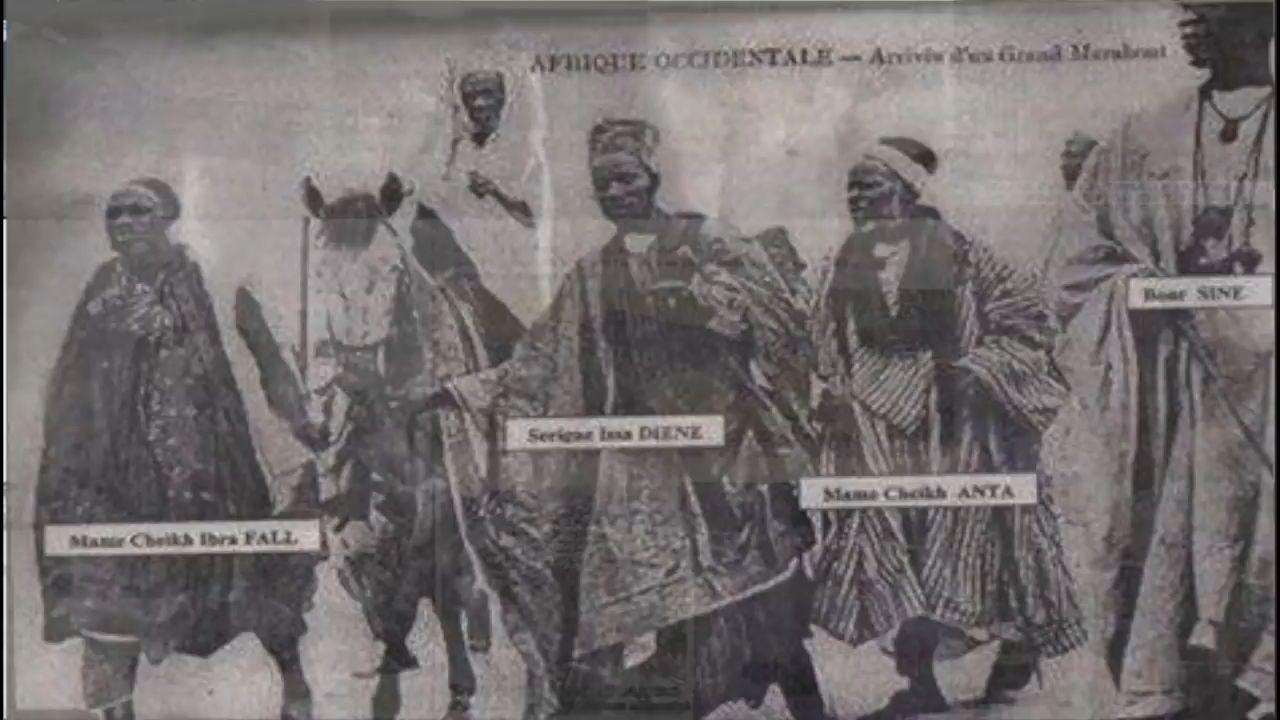 AFRIQUE OCCIDENTALE — Arrivée d'un Grand Marabout
Bour SINE
Serigne Issa DIENE
Mame Cheikh ANTA
Mame Cheikh Ibra FALL